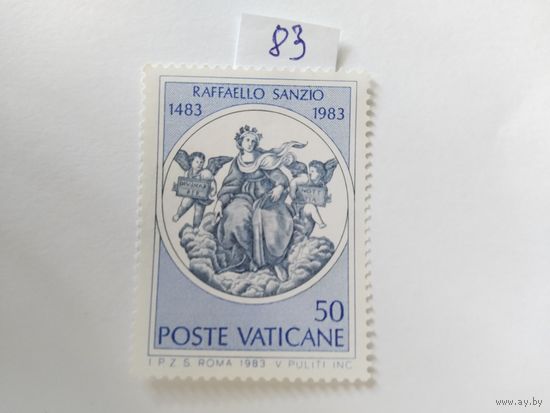 83
RAFFAELLO SANZIO
1483 1983
50
POSTE VATICANE
I.P.Z.S. ROMA 1983 - V. PULITI INC.
www.ay.by